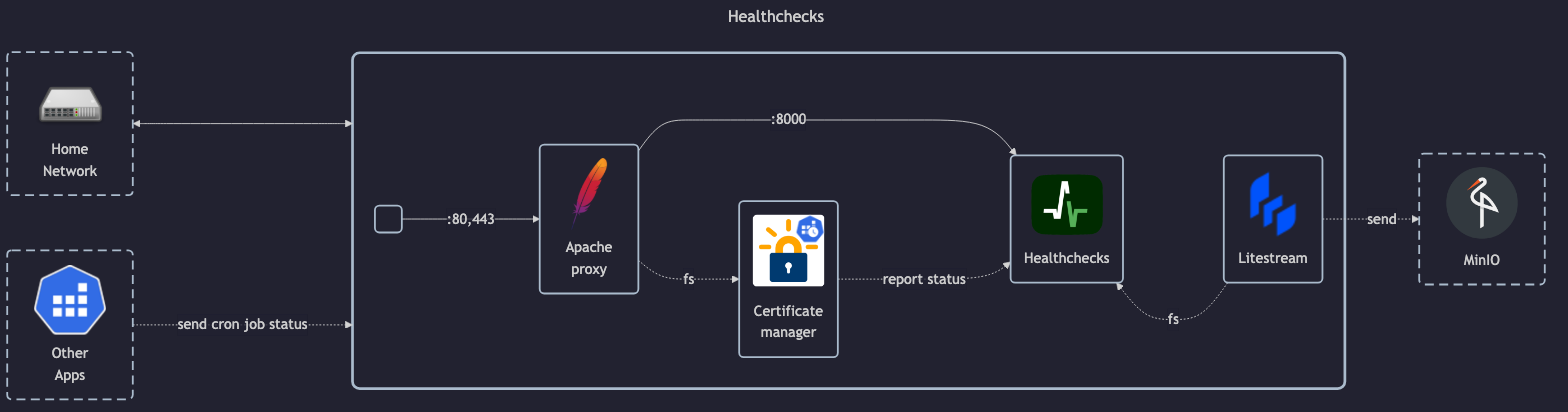 Healthchecks
Home
Network
:8000
:80,443
Apache
proxy
fs
Certificate
manager
report status
Healthchecks
Litestream
fs
send
MinIO
send cron job status
Other
Apps